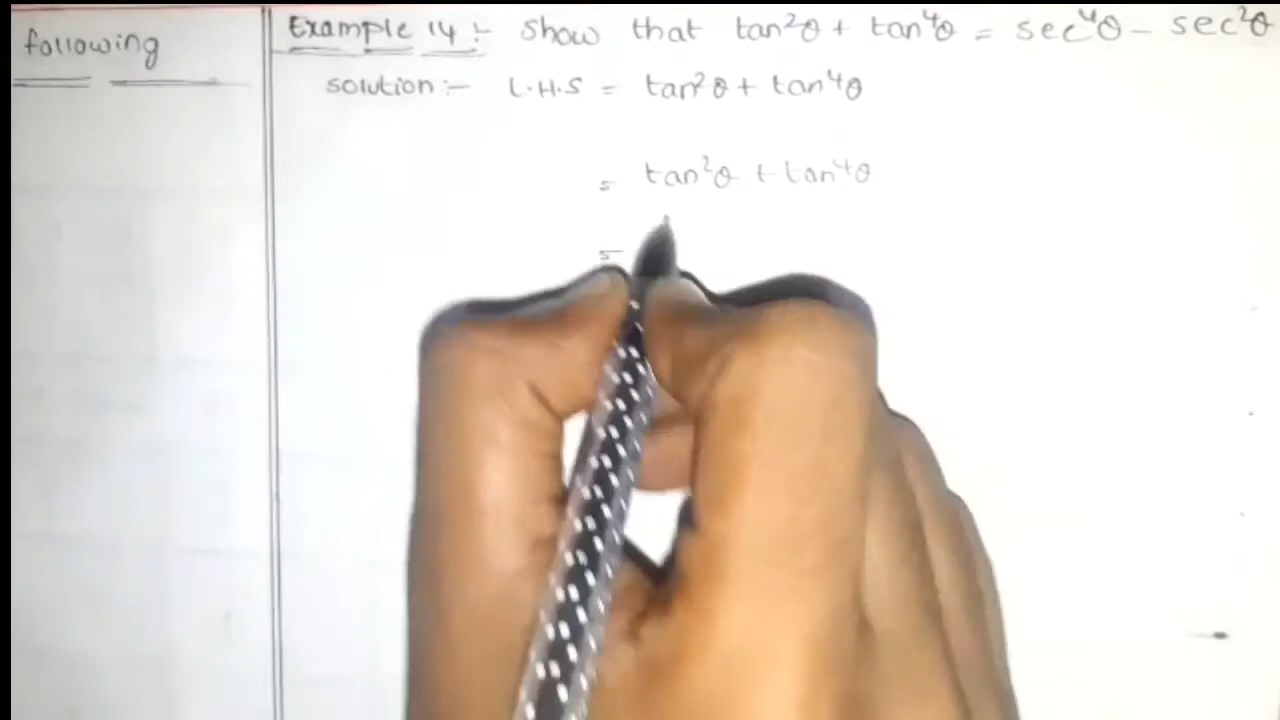 following
Example 14 :- show that tan²θ + tan⁴θ = sec⁴θ - sec²θ
solution :- L.H.S = tan²θ + tan⁴θ
= tan²θ + tan⁴θ
=